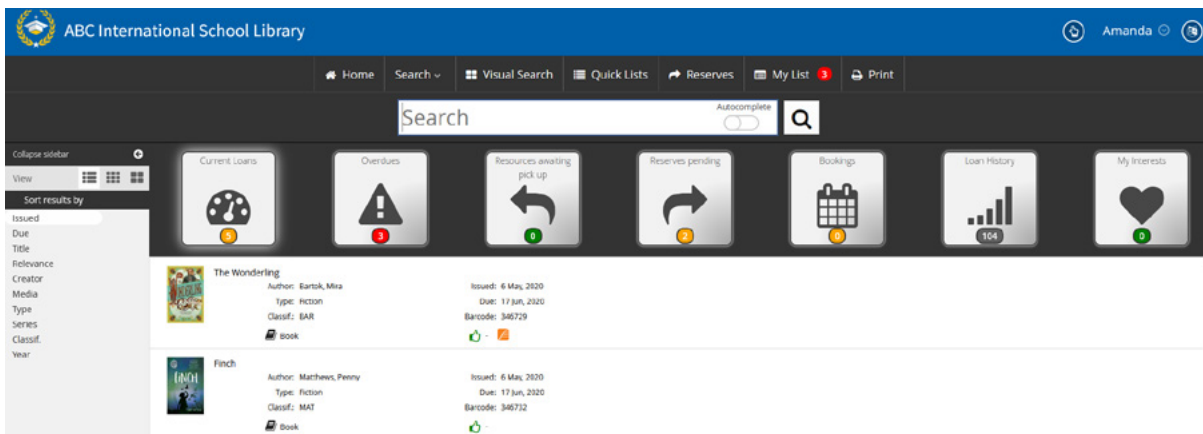 ABC International School Library
Amanda
Home Search Visual Search Quick Lists Reserves My List 3 Print
Search Autocomplete
Collapse sidebar
View
Sort results by
Issued
Due
Title
Relevance
Creator
Media
Type
Series
Classif.
Year
Current Loans
5
Overdues
3
Resources awaiting
pick up
0
Reserves pending
2
Bookings
0
Loan History
104
My Interests
0
The Wonderling
Author: Bartok, Mira Issued: 6 May, 2020
Type: Fiction Due: 17 Jun, 2020
Classif.: BAR Barcode: 346729
Book -
Finch
Author: Matthews, Penny Issued: 6 May, 2020
Type: Fiction Due: 17 Jun, 2020
Classif.: MAT Barcode: 346732
Book -
FINCH